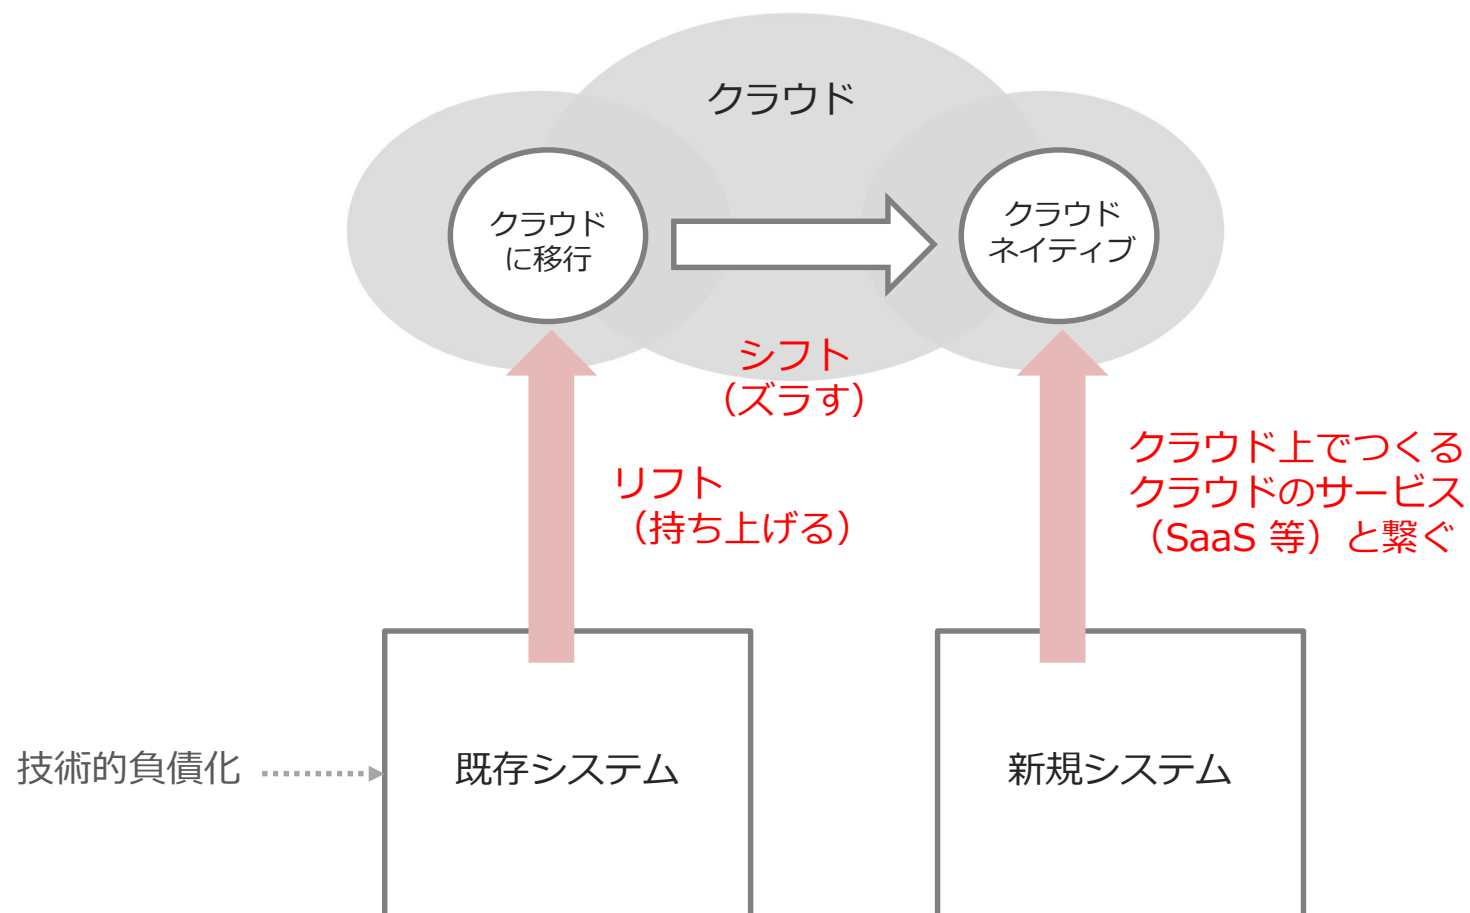 クラウド
クラウド
に移行
クラウド
ネイティブ
シフト
（ズラす）
リフト
（持ち上げる）
クラウド上でつくる
クラウドのサービス
（SaaS 等）と繋ぐ
技術的負債化
既存システム
新規システム